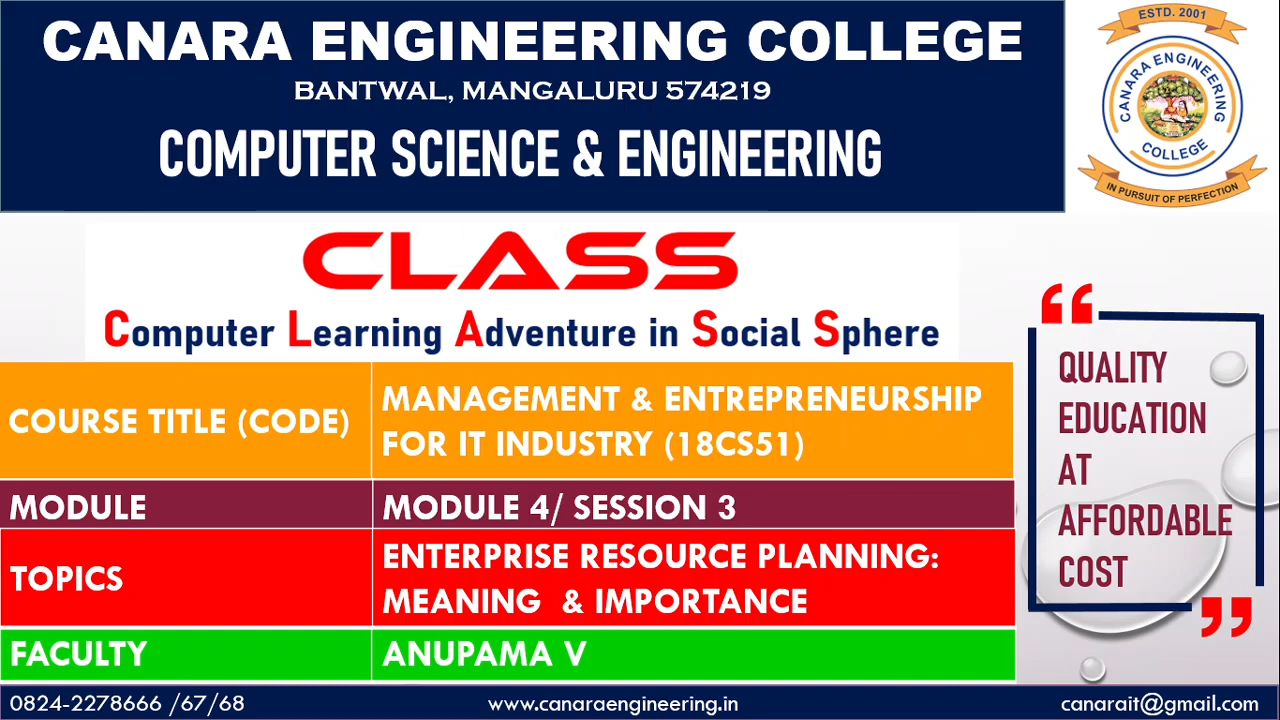 CANARA ENGINEERING COLLEGE
BANTWAL, MANGALURU 574219
COMPUTER SCIENCE & ENGINEERING
ESTD. 2001
CANARA ENGINEERING
COLLEGE
IN PURSUIT OF PERFECTION
CLASS
Computer Learning Adventure in Social Sphere
COURSE TITLE (CODE)
MANAGEMENT & ENTREPRENEURSHIP
FOR IT INDUSTRY (18CS51)
MODULE
MODULE 4/ SESSION 3
TOPICS
ENTERPRISE RESOURCE PLANNING:
MEANING & IMPORTANCE
FACULTY
ANUPAMA V
“
QUALITY
EDUCATION
AT
AFFORDABLE
COST
”
0824-2278666 /67/68
www.canaraengineering.in
canarait@gmail.com